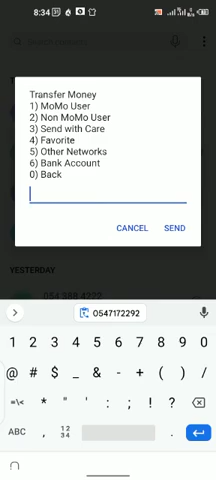 8:34
Transfer Money
1) MoMo User
2) Non MoMo User
3) Send with Care
4) Favorite
5) Other Networks
6) Bank Account
0) Back
CANCEL SEND
YESTERDAY
0547172292
1 2 3 4 5 6 7 8 9 0
@ # $ _ & - + ( ) /
=\< * " ' : ; ! ?
ABC , 12 34 .